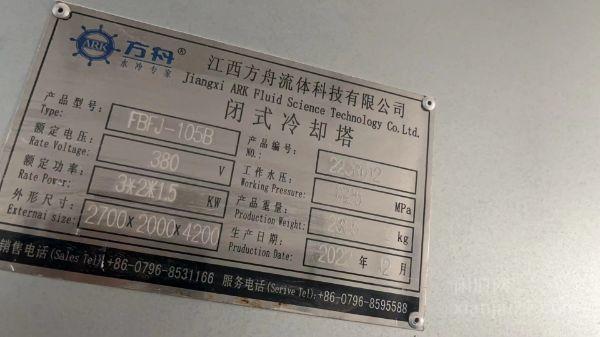 ARK 方舟®
水冷专家
江西方舟流体科技有限公司
Jiangxi ARK Fluid Science Technology Co.Ltd.
闭式冷却塔
产品型号: FBFJ-105B
Type:
额定电压: 380 V
Rate Voltage:
额定功率: 3×2×1.5 KW
Rate Power:
外形尺寸: 2700×2000×4200
External size:
产品编号:
NO.:
工作水压: MPa
Working Pressure:
产品重量: kg
Production Weight:
生产日期: 年 月
Pruduction Date:
销售电话(Sales Tel):+86-0796-8531166 服务电话(Serive Tel):+86-0796-8595588